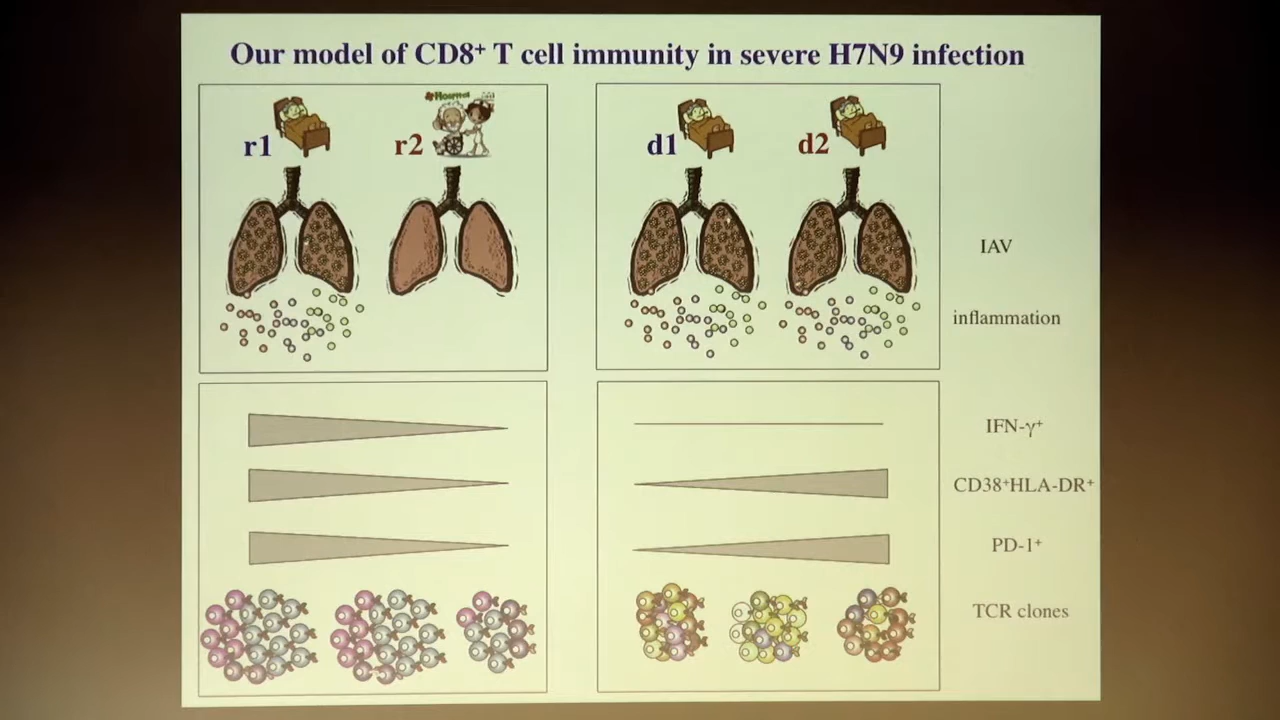 Our model of CD8⁺ T cell immunity in severe H7N9 infection
Hospital
r1
r2
d1
d2
IAV
inflammation
IFN-γ⁺
CD38⁺HLA-DR⁺
PD-1⁺
TCR clones